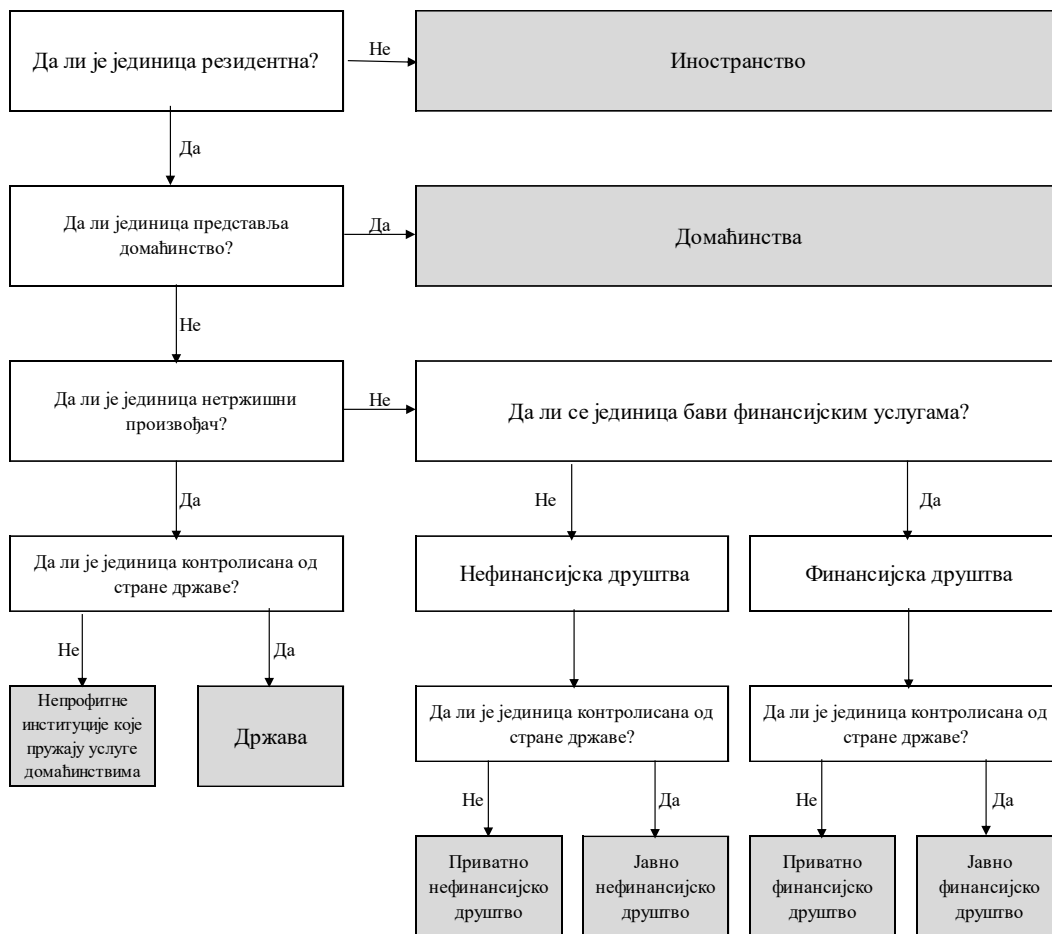 Да ли је јединица резидентна?
Не
Иностранство
Да
Да ли јединица представља
домаћинство?
Да
Домаћинства
Не
Да ли је јединица нетржишни
произвођач?
Не
Да ли се јединица бави финансијским услугама?
Да
Не
Да
Да ли је јединица контролисана од
стране државе?
Нефинансијска друштва
Финансијска друштва
Не
Да
Непрофитне
институције које
пружају услуге
домаћинствима
Држава
Да ли је јединица контролисана од
стране државе?
Да ли је јединица контролисана од
стране државе?
Не
Да
Не
Да
Приватно
нефинансијско
друштво
Јавно
нефинансијско
друштво
Приватно
финансијско
друштво
Јавно
финансијско
друштво